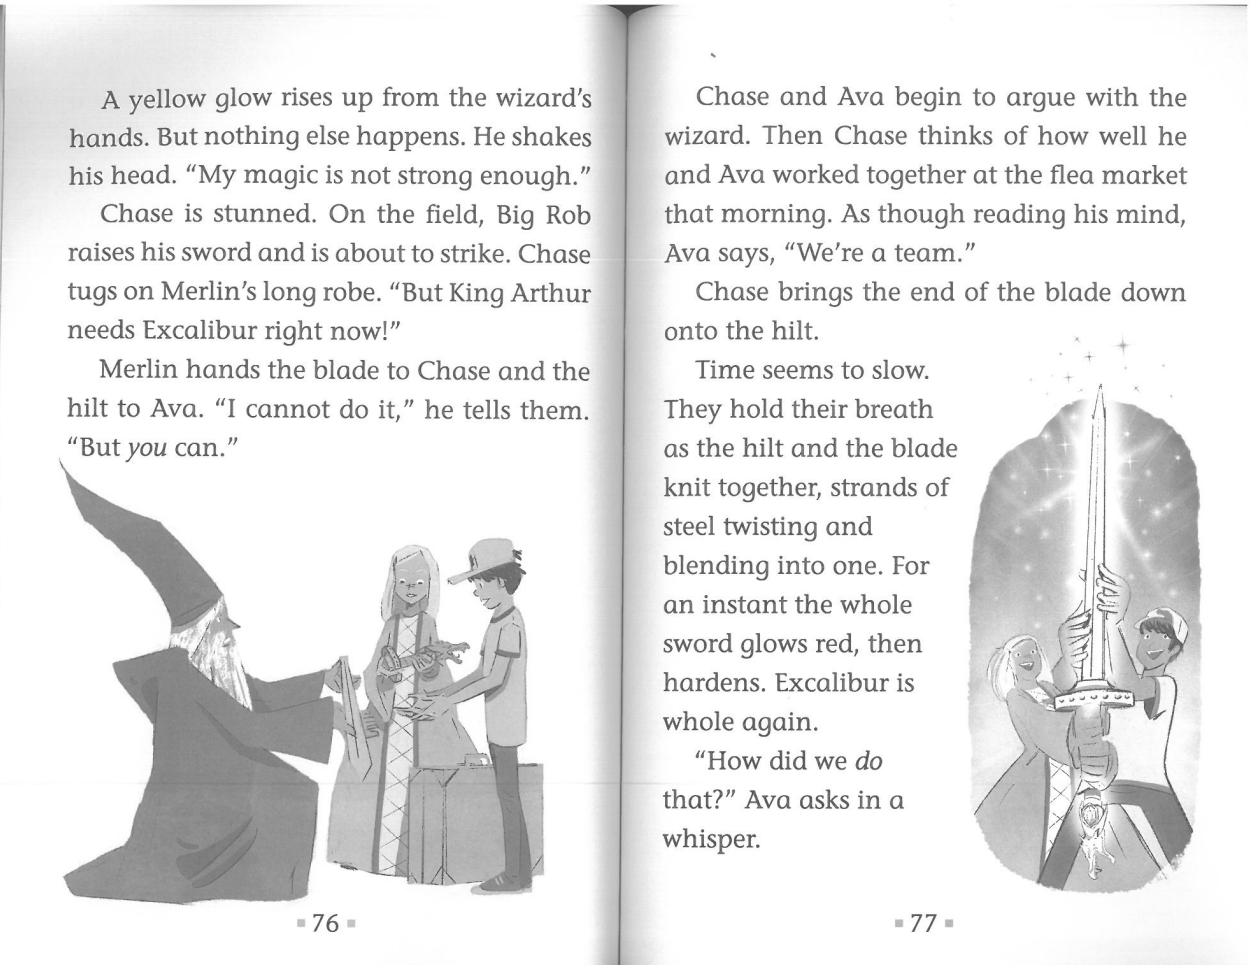 A yellow glow rises up from the wizard's
hands. But nothing else happens. He shakes
his head. “My magic is not strong enough.”
Chase is stunned. On the field, Big Rob
raises his sword and is about to strike. Chase
tugs on Merlin's long robe. “But King Arthur
needs Excalibur right now!”
Merlin hands the blade to Chase and the
hilt to Ava. “I cannot do it,” he tells them.
“But you can.”
76
Chase and Ava begin to argue with the
wizard. Then Chase thinks of how well he
and Ava worked together at the flea market
that morning. As though reading his mind,
Ava says, “We're a team.”
Chase brings the end of the blade down
onto the hilt.
Time seems to slow.
They hold their breath
as the hilt and the blade
knit together, strands of
steel twisting and
blending into one. For
an instant the whole
sword glows red, then
hardens. Excalibur is
whole again.
“How did we do
that?” Ava asks in a
whisper.
77